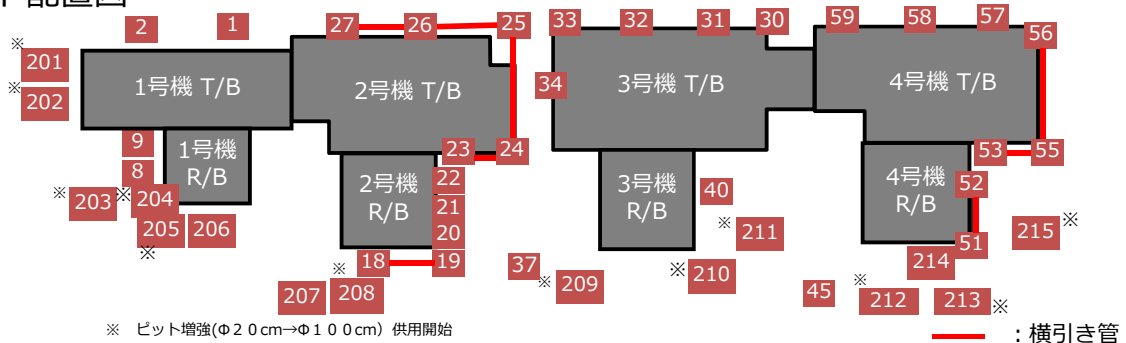 配置図
2 1 27 26 25 33 32 31 30 59 58 57 56
※ 201
※ 202
1号機 T/B 2号機 T/B 34 3号機 T/B 4号機 T/B
9 1号機 R/B 23 24 53 55
8 2号機 R/B 22 3号機 R/B 40 4号機 R/B 52
※ 203 ※ 204 21 ※ 211 215 ※
205 206 20 51
※ 18 19 37 ※ 210 214
207 ※ 208 ※ 209 45 ※ 212 213 ※
※ ピット増強(Φ20cm→Φ100cm) 供用開始
:横引き管